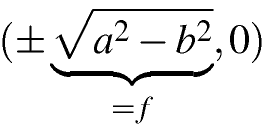 (±√a² − b², 0)
=f